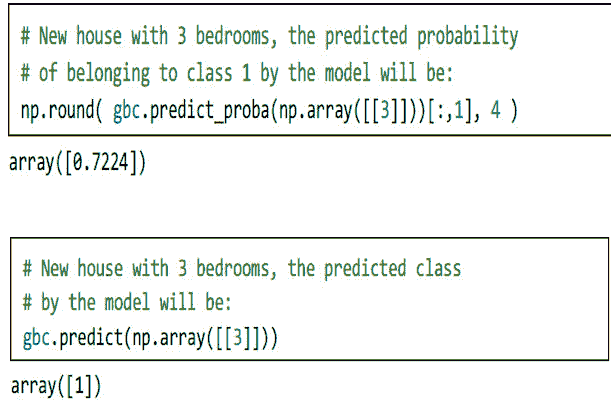 # New house with 3 bedrooms, the predicted probability
# of belonging to class 1 by the model will be:
np.round( gbc.predict_proba(np.array([[3]]))[:,1], 4 )
array([0.7224])
# New house with 3 bedrooms, the predicted class
# by the model will be:
gbc.predict(np.array([[3]]))
array([1])